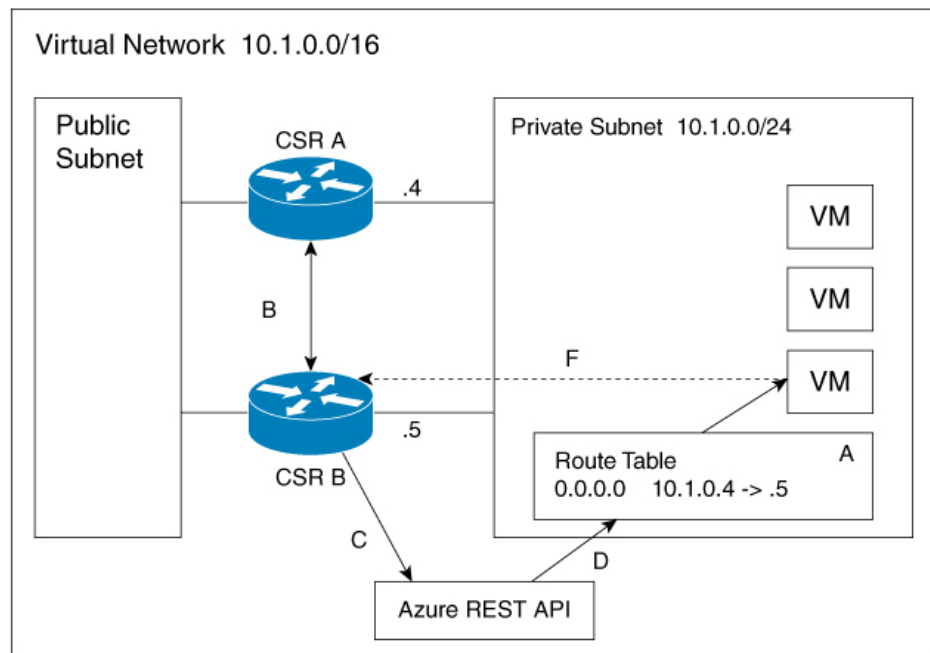 Virtual Network 10.1.0.0/16
Public
Subnet
CSR A
.4
B
CSR B
.5
C
Private Subnet 10.1.0.0/24
VM
VM
VM
F
A
Route Table
0.0.0.0 10.1.0.4 -> .5
D
Azure REST API